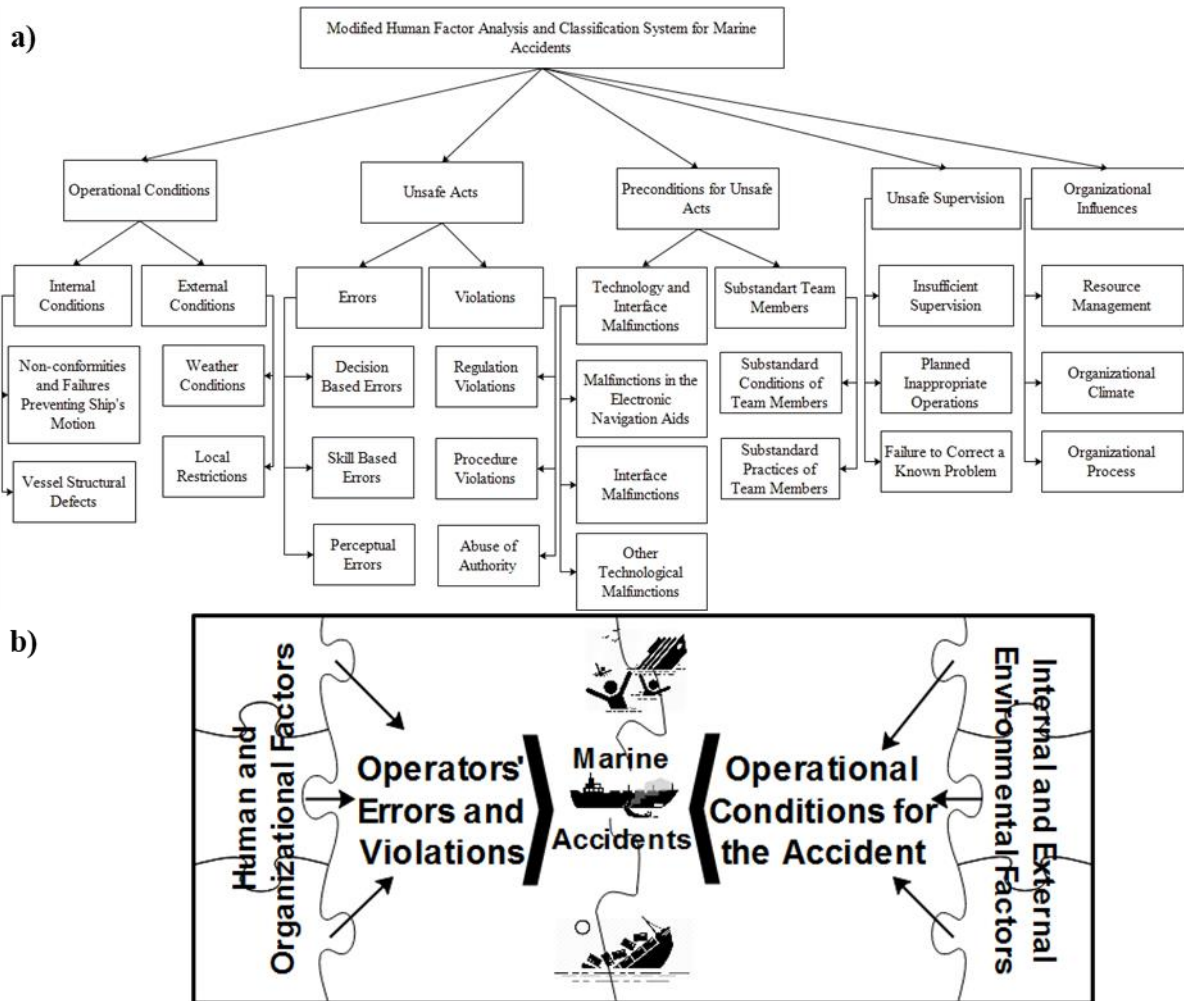 a)
Modified Human Factor Analysis and Classification System for Marine
Accidents
Operational Conditions
Unsafe Acts
Preconditions for Unsafe
Acts
Unsafe Supervision
Organizational
Influences
Internal
Conditions
External
Conditions
Errors
Violations
Technology and
Interface
Malfunctions
Substandart Team
Members
Insufficient
Supervision
Resource
Management
Non-conformities
and Failures
Preventing Ship's
Motion
Weather
Conditions
Decision
Based Errors
Regulation
Violations
Malfunctions in the
Electronic
Navigation Aids
Substandard
Conditions of
Team Members
Planned
Inappropriate
Operations
Organizational
Climate
Vessel Structural
Defects
Local
Restrictions
Skill Based
Errors
Procedure
Violations
Interface
Malfunctions
Substandard
Practices of
Team Members
Failure to Correct a
Known Problem
Organizational
Process
Perceptual
Errors
Abuse of
Authority
Other
Technological
Malfunctions
b)
Human and
Organizational Factors
Operators'
Errors and
Violations
Marine
Accidents
Operational
Conditions for
the Accident
Internal and External
Environmental Factors